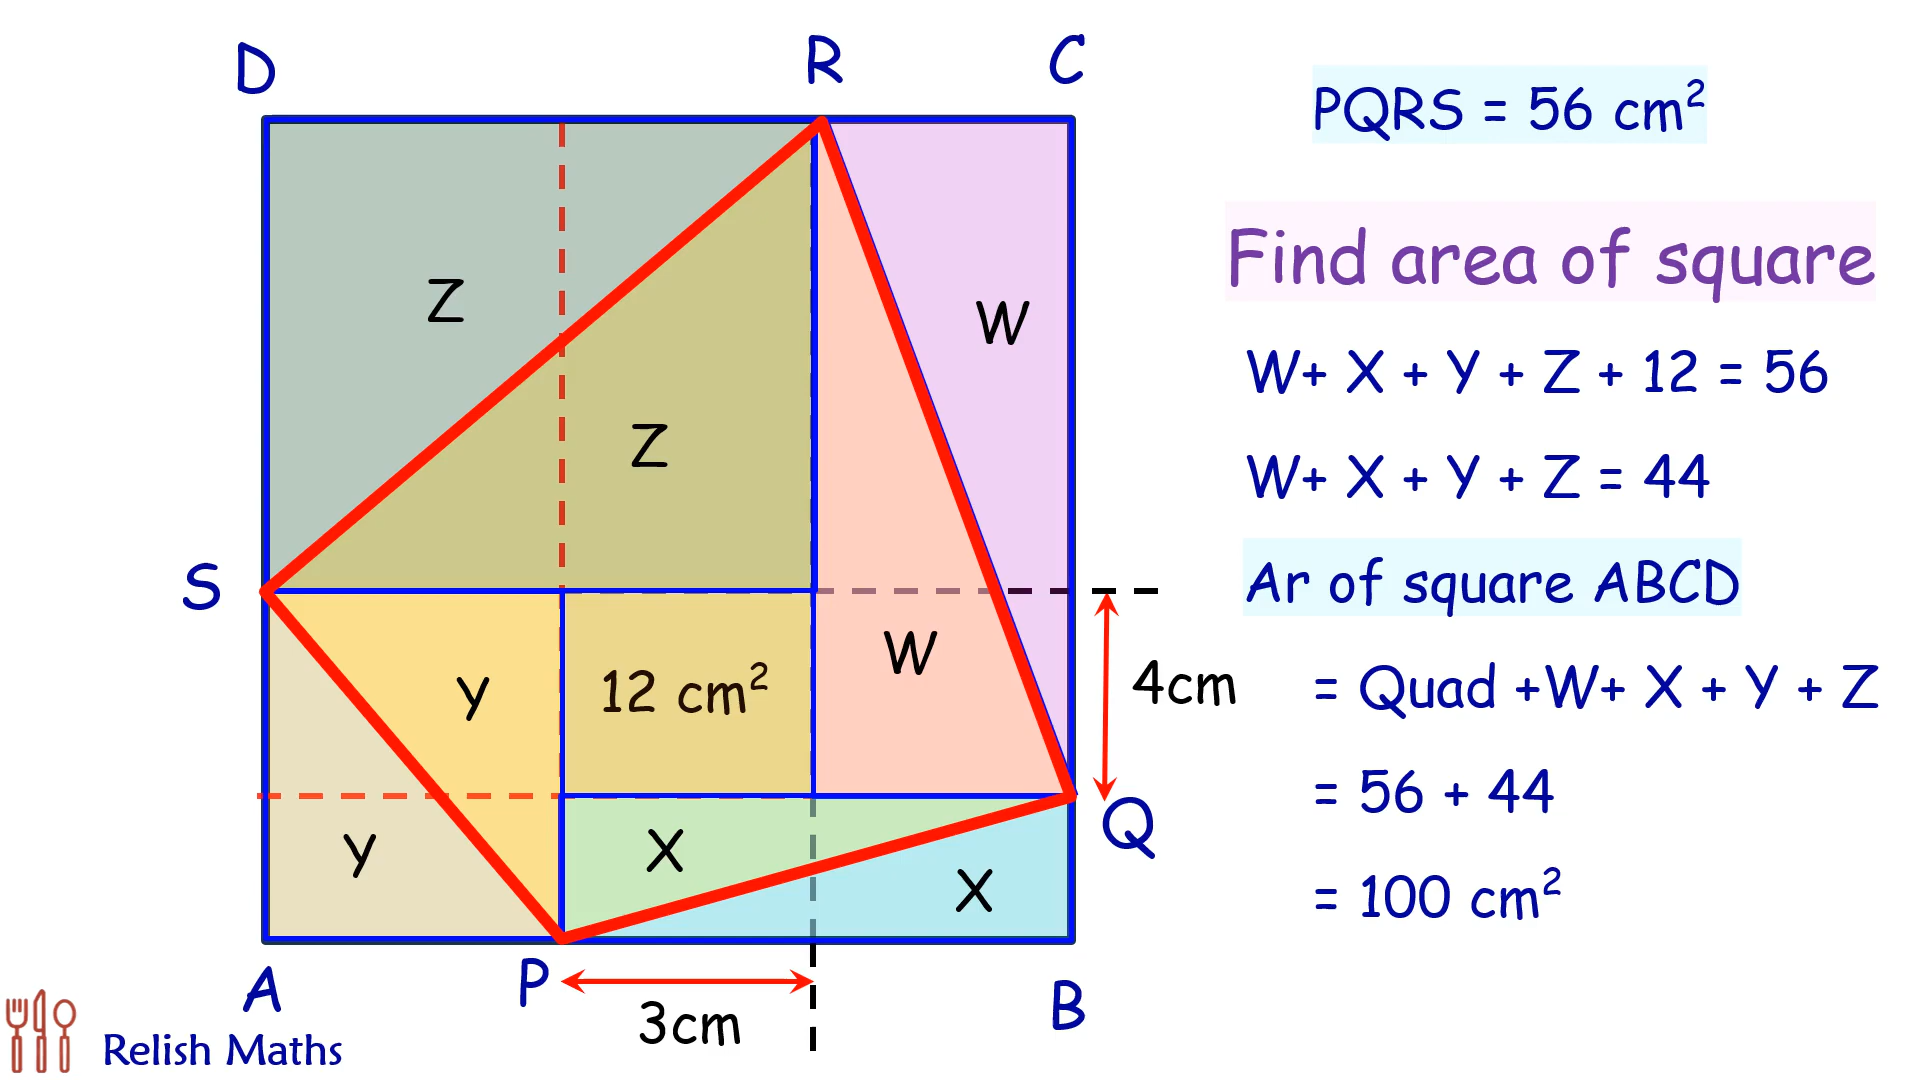 D R C
PQRS = 56 cm²
Find area of square
Z
W
W+ X + Y + Z + 12 = 56
Z
W+ X + Y + Z = 44
S
Ar of square ABCD
Y
12 cm²
W
4cm
= Quad +W+ X + Y + Z
= 56 + 44
Q
Y
X
X
= 100 cm²
A P B
3cm
Relish Maths